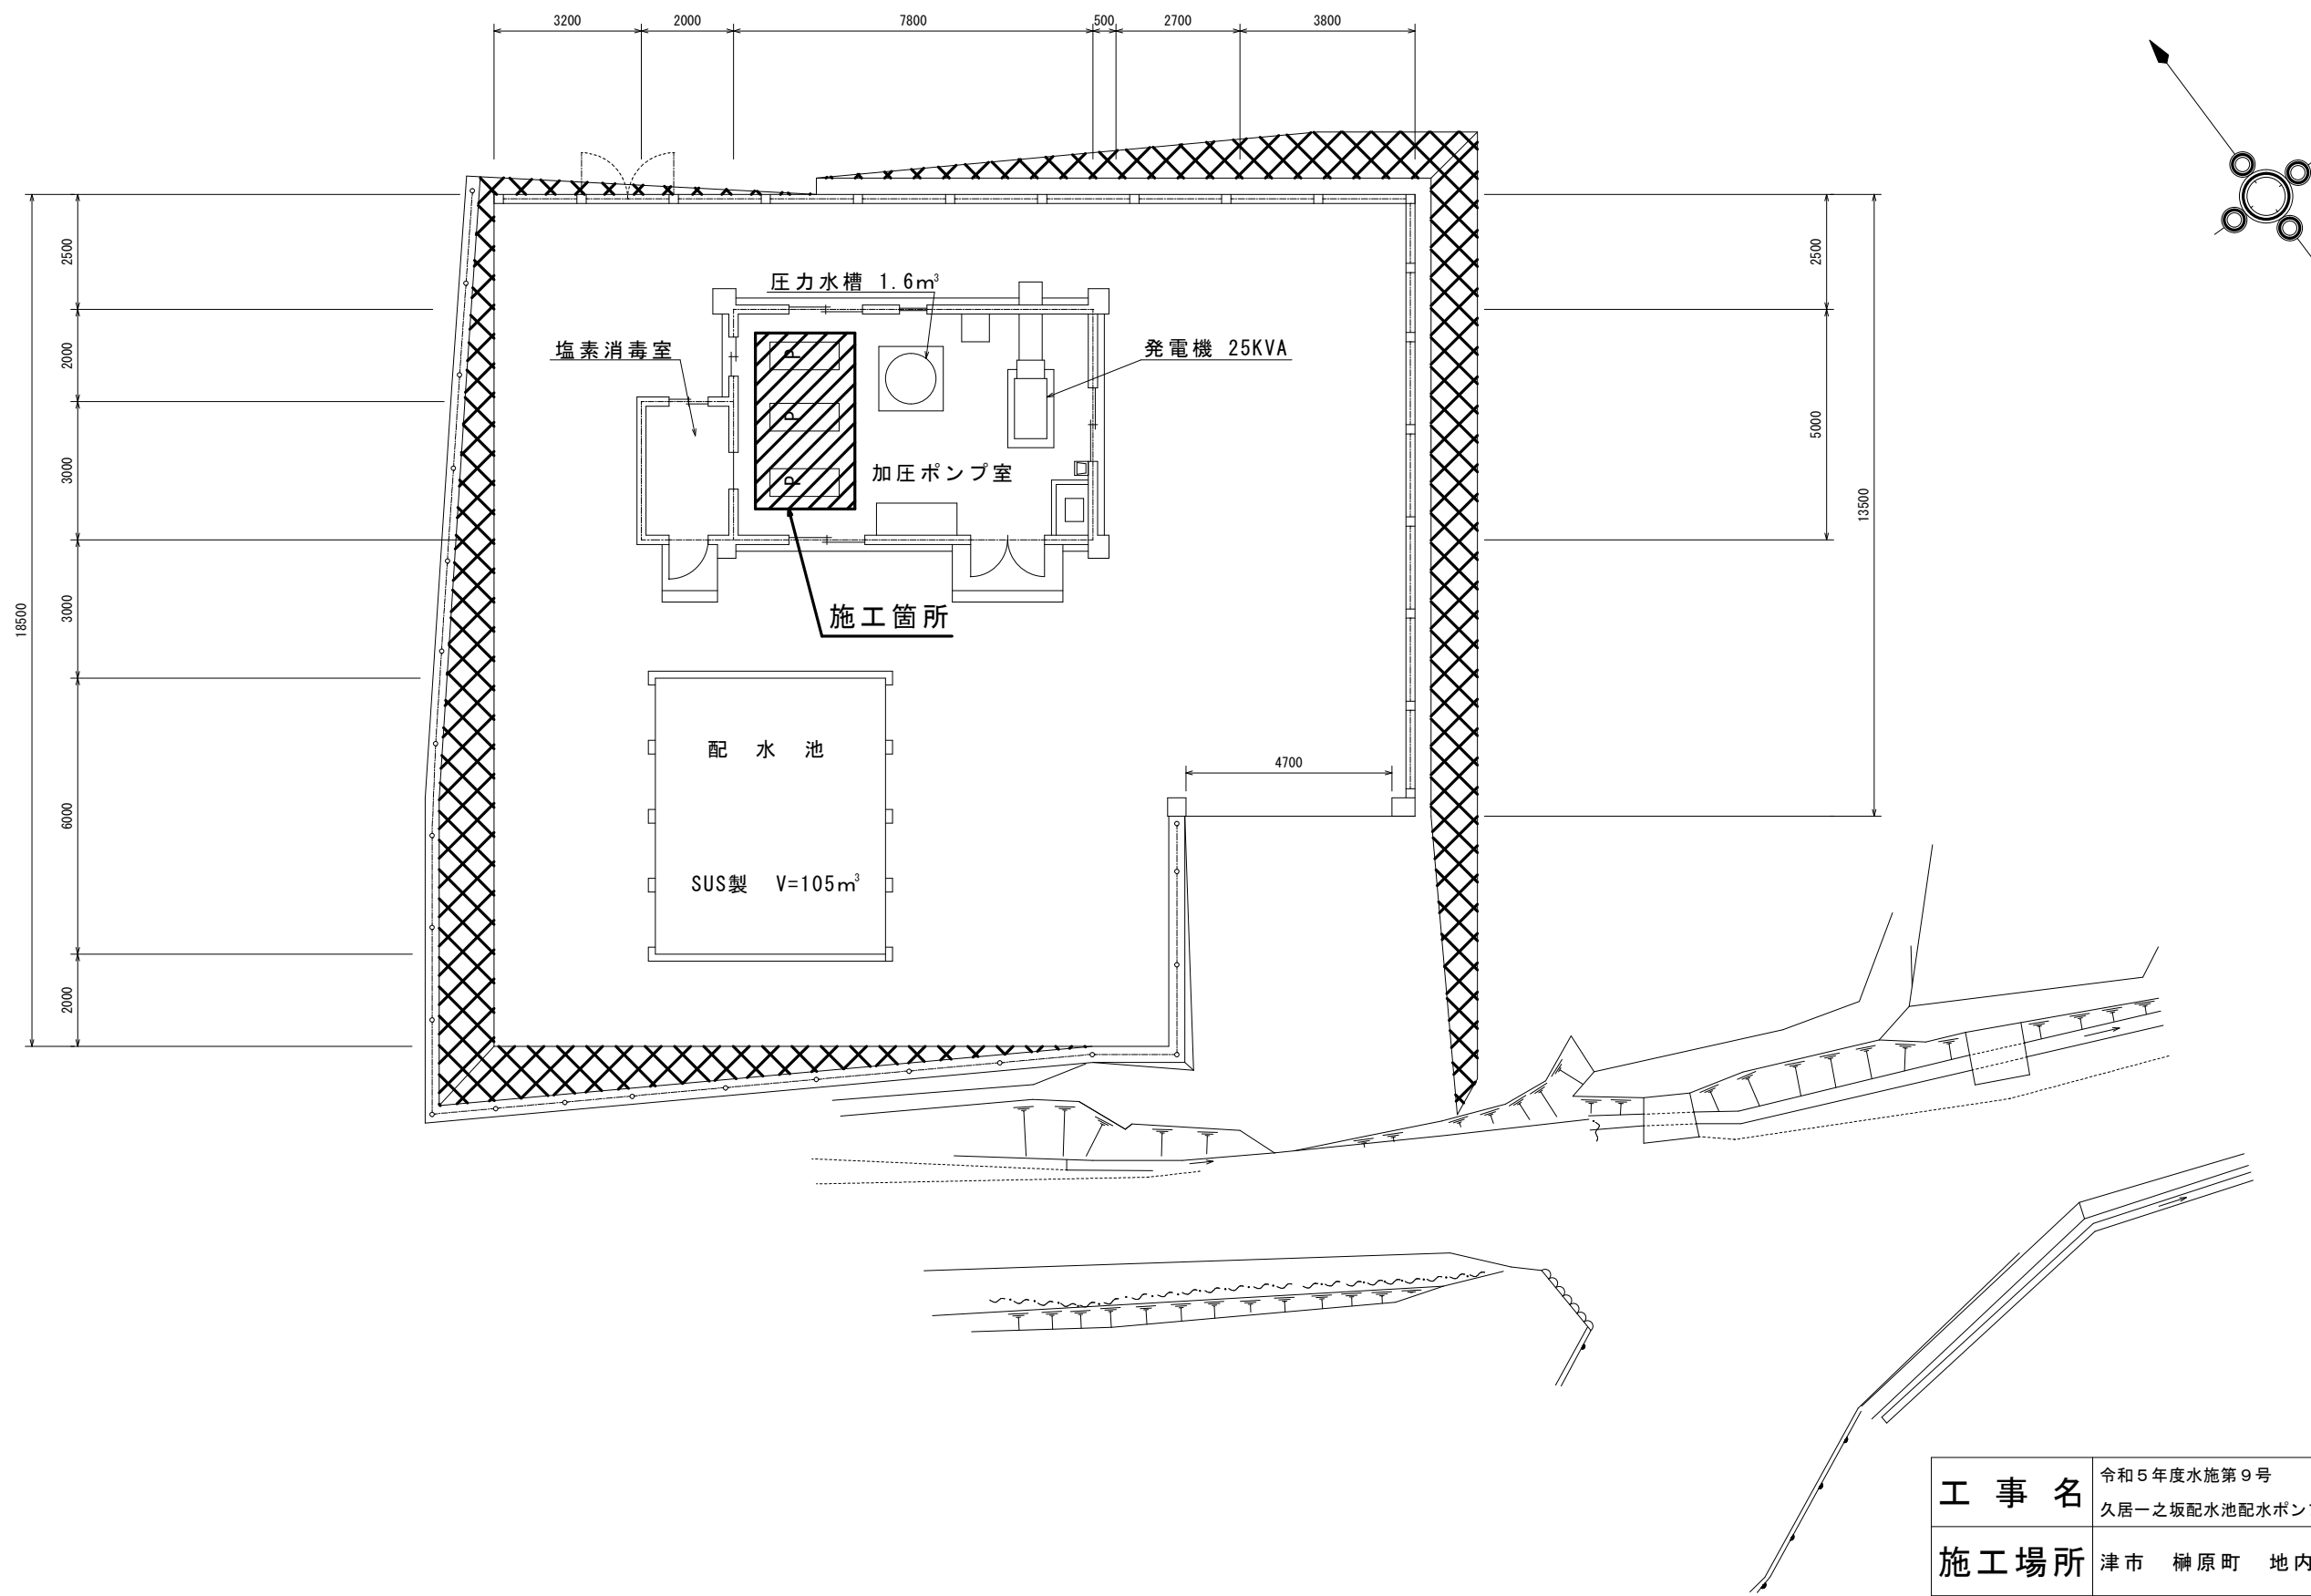 3200 2000 7800 500 2700 3800
2500
2000
3000
3000
6000
2000
18500
2500
5000
13500
圧力水槽 1.6m³
塩素消毒室
発電機 25KVA
P
P
P
加圧ポンプ室
施工箇所
配 水 池
SUS製 V=105m³
4700
工 事 名
令和5年度水施第9号
久居一之坂配水池配水ポン
施工場所
津市 榊原町 地内